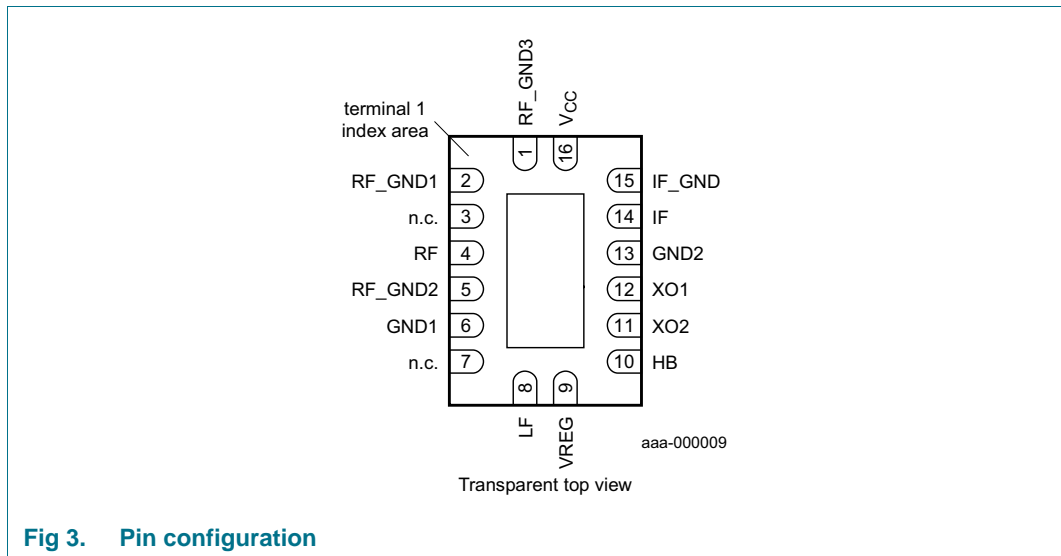 RF_GND3
VCC
terminal 1
index area
1
16
RF_GND1 2
15 IF_GND
n.c. 3
14 IF
RF 4
13 GND2
RF_GND2 5
12 XO1
GND1 6
11 XO2
n.c. 7
10 HB
8
9
LF
VREG
aaa-000009
Transparent top view
Fig 3. Pin configuration